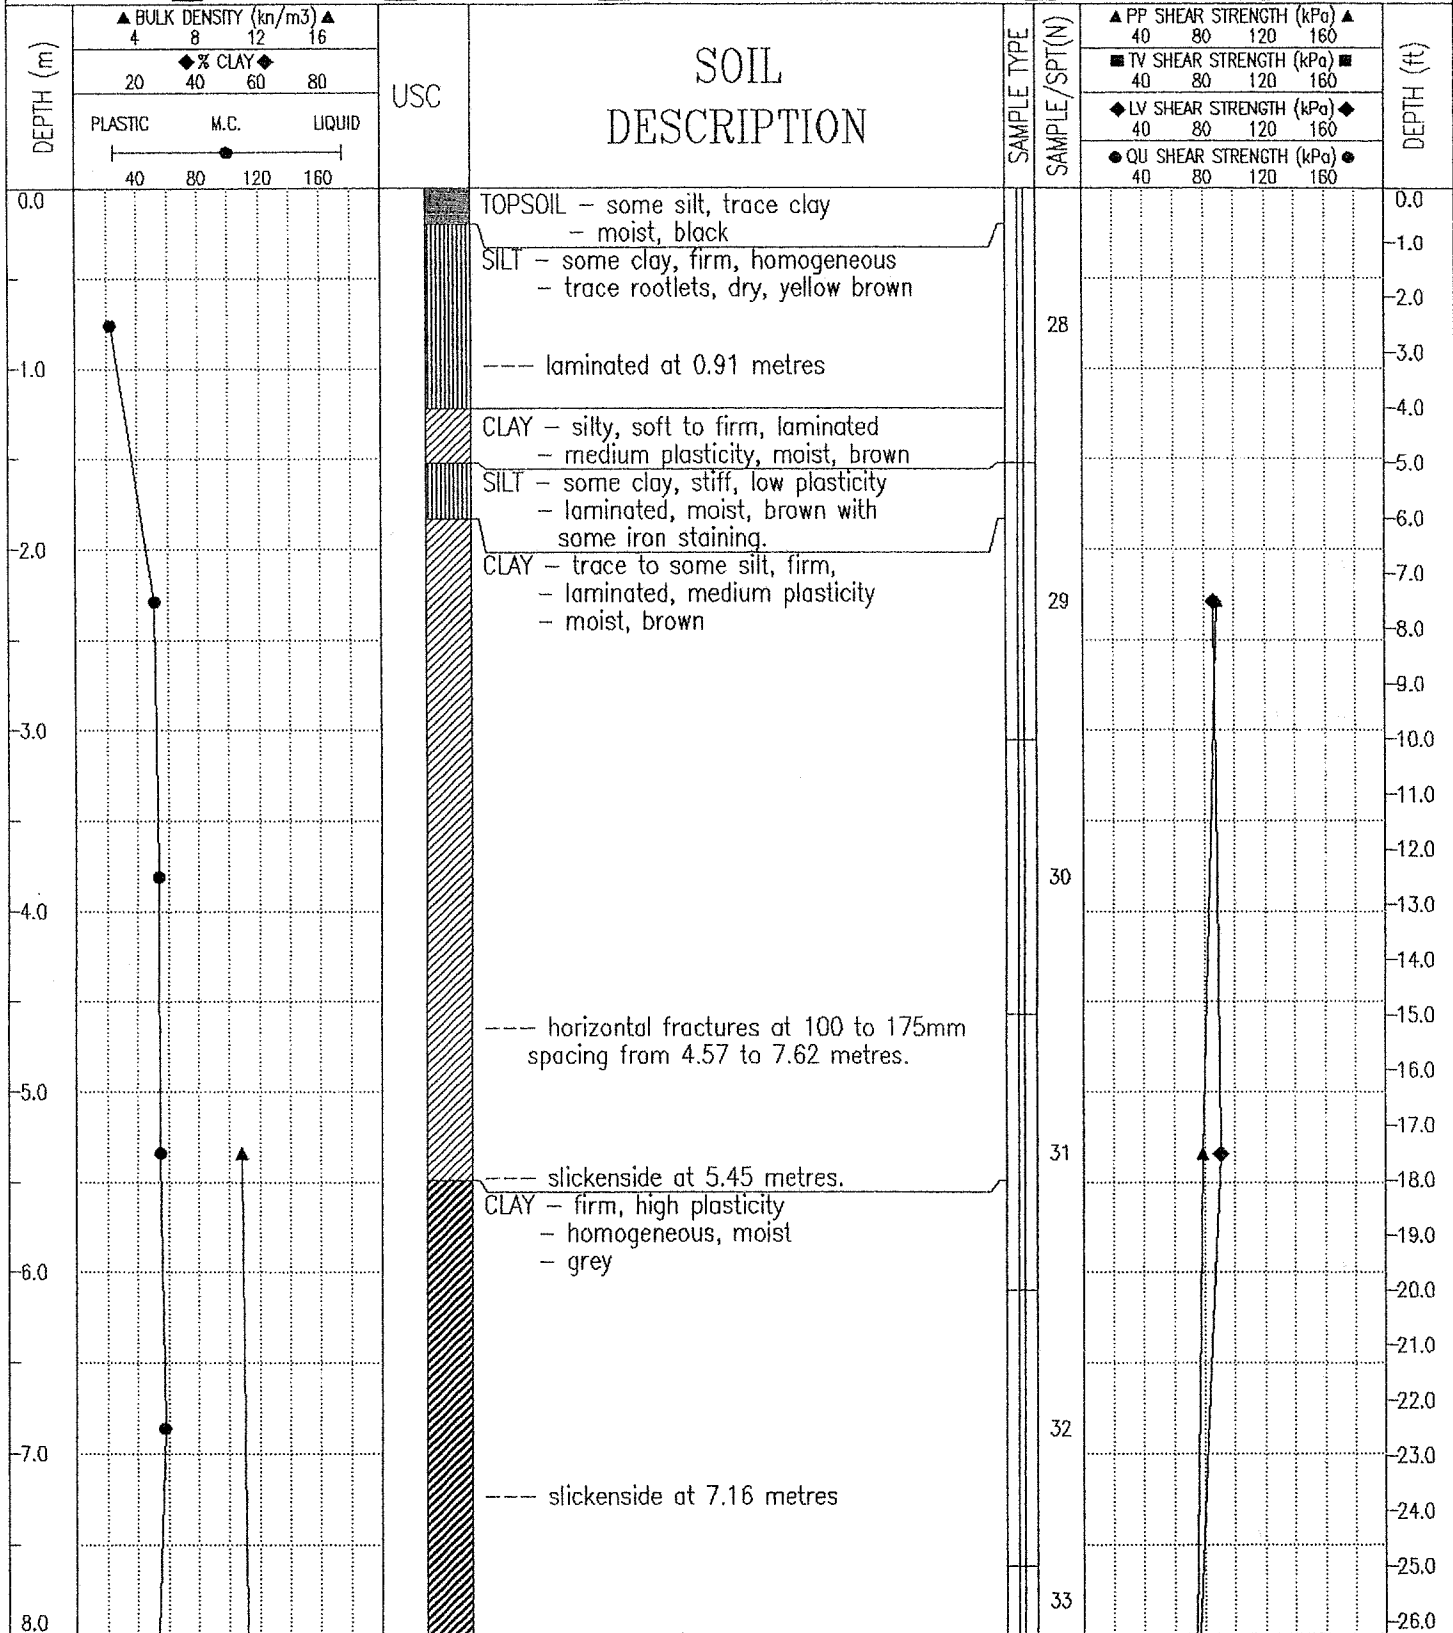 DEPTH (m)
▲ BULK DENSITY (kn/m3) ▲
4 8 12 16
◆ % CLAY ◆
20 40 60 80
PLASTIC M.C. LIQUID
40 80 120 160
USC
SOIL
DESCRIPTION
SAMPLE TYPE
SAMPLE/SPT(N)
▲ PP SHEAR STRENGTH (kPa) ▲
40 80 120 160
■ TV SHEAR STRENGTH (kPa) ■
40 80 120 160
◆ LV SHEAR STRENGTH (kPa) ◆
40 80 120 160
● QU SHEAR STRENGTH (kPa) ●
40 80 120 160
DEPTH (ft)
0.0
1.0
2.0
3.0
4.0
5.0
6.0
7.0
8.0
TOPSOIL – some silt, trace clay
– moist, black
SILT – some clay, firm, homogeneous
– trace rootlets, dry, yellow brown
--- laminated at 0.91 metres
CLAY – silty, soft to firm, laminated
– medium plasticity, moist, brown
SILT – some clay, stiff, low plasticity
– laminated, moist, brown with
some iron staining.
CLAY – trace to some silt, firm,
– laminated, medium plasticity
– moist, brown
--- horizontal fractures at 100 to 175mm
spacing from 4.57 to 7.62 metres.
--- slickenside at 5.45 metres.
CLAY – firm, high plasticity
– homogeneous, moist
– grey
--- slickenside at 7.16 metres
28
29
30
31
32
33
0.0
1.0
2.0
3.0
4.0
5.0
6.0
7.0
8.0
9.0
10.0
11.0
12.0
13.0
14.0
15.0
16.0
17.0
18.0
19.0
20.0
21.0
22.0
23.0
24.0
25.0
26.0